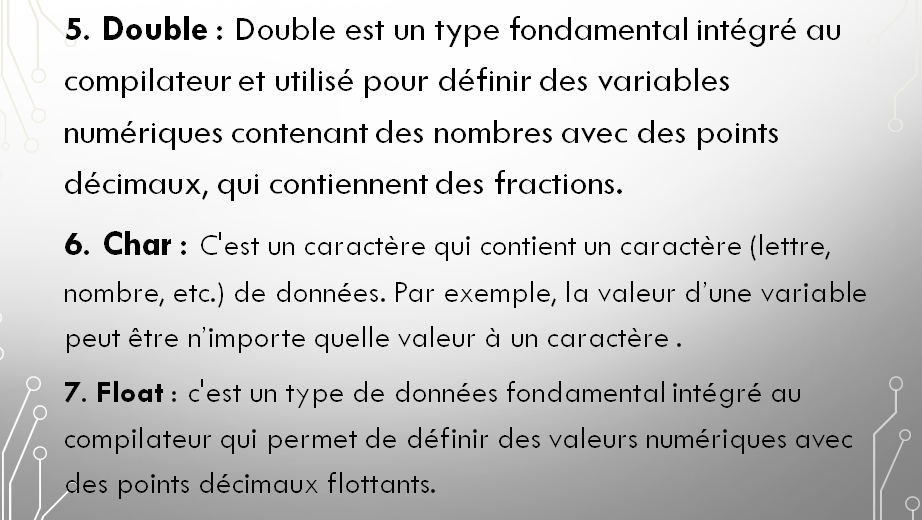 5. Double : Double est un type fondamental intégré au
compilateur et utilisé pour définir des variables
numériques contenant des nombres avec des points
décimaux, qui contiennent des fractions.
6. Char : C'est un caractère qui contient un caractère (lettre,
nombre, etc.) de données. Par exemple, la valeur d’une variable
peut être n’importe quelle valeur à un caractère .
7. Float : c'est un type de données fondamental intégré au
compilateur qui permet de définir des valeurs numériques avec
des points décimaux flottants.